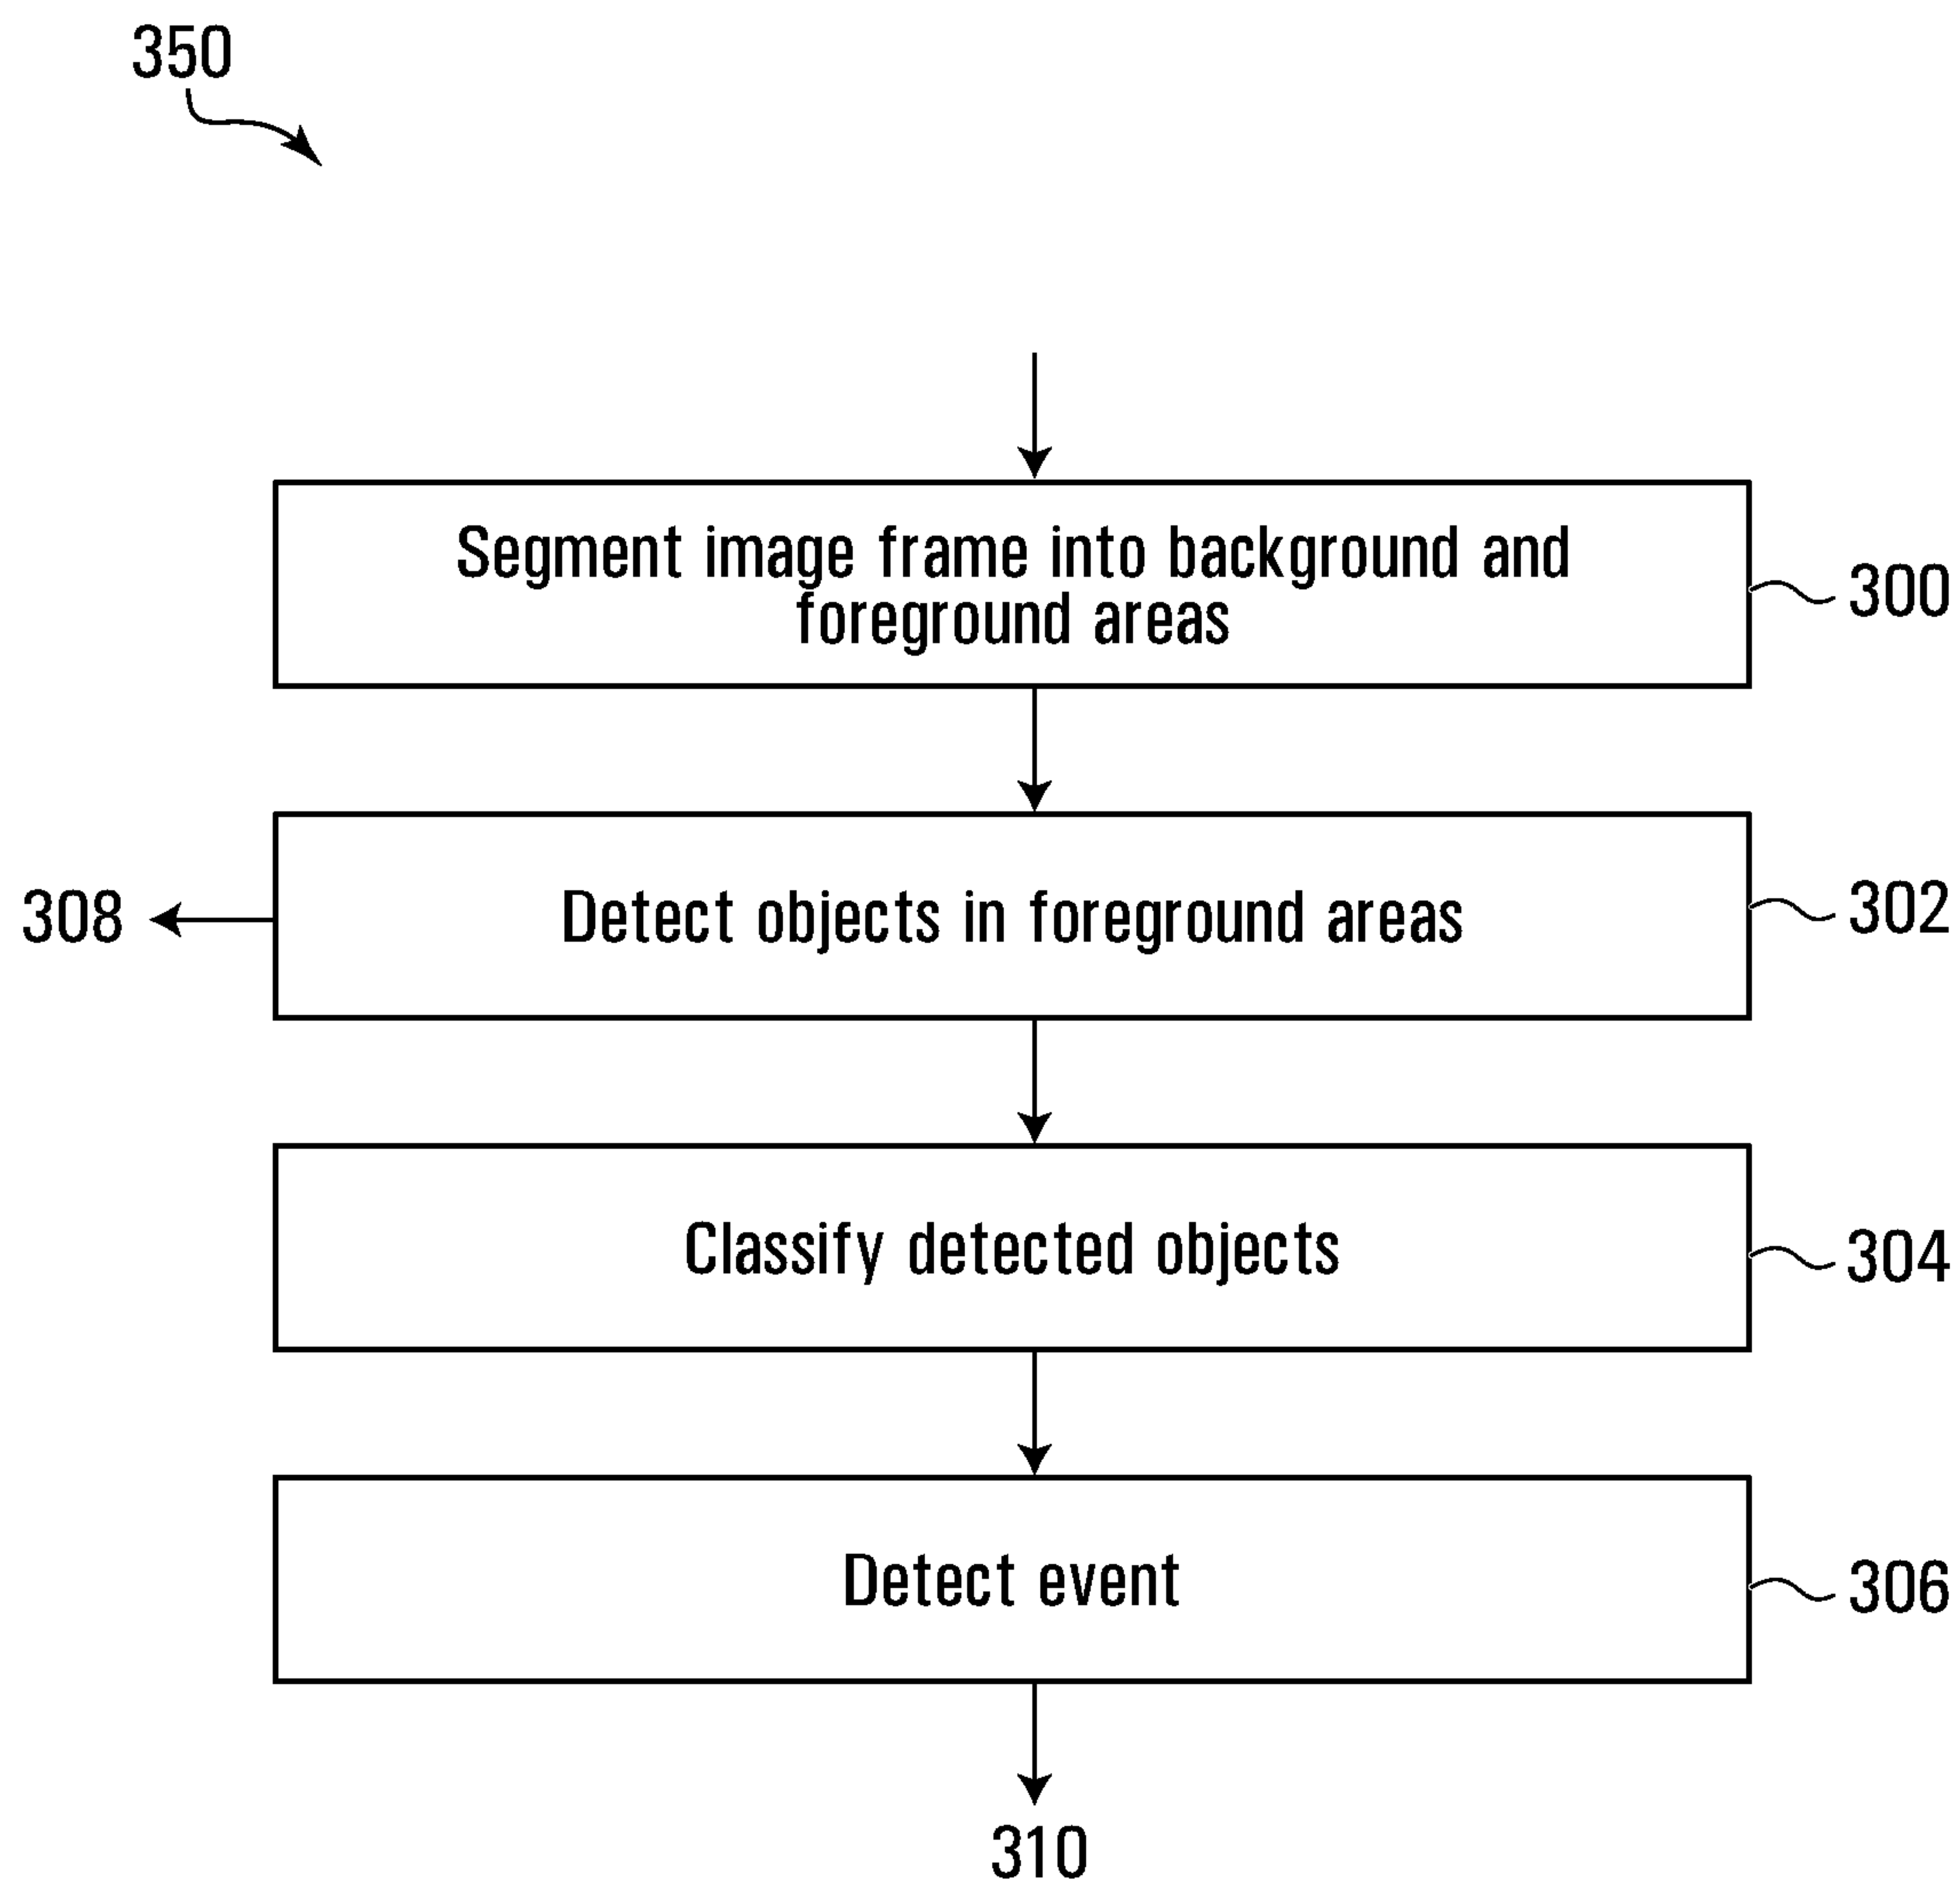 350
Segment image frame into background and
foreground areas
300
308
Detect objects in foreground areas
302
Classify detected objects
304
Detect event
306
310